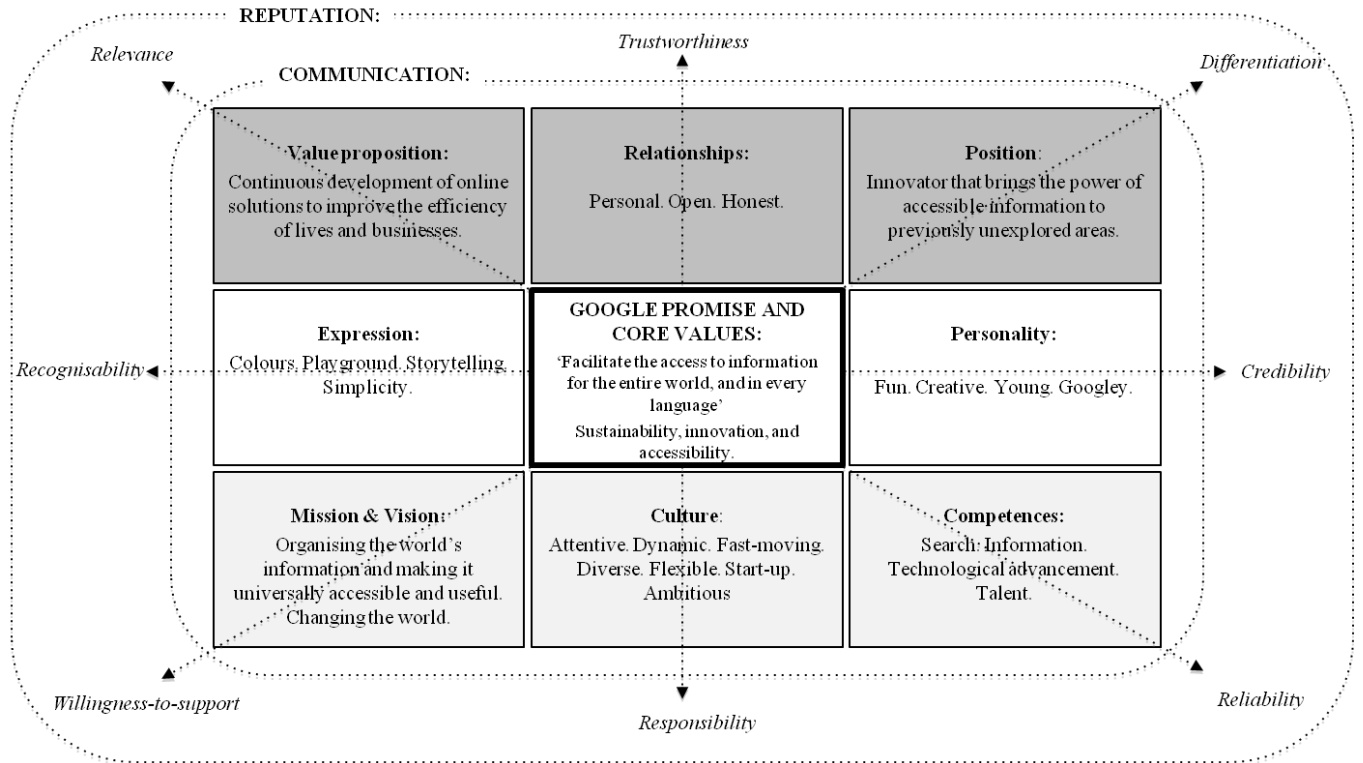 REPUTATION:
Relevance
Trustworthiness
Differentiation
COMMUNICATION:
Value proposition:
Continuous development of online
solutions to improve the efficiency
of lives and businesses.
Relationships:
Personal. Open. Honest.
Position:
Innovator that brings the power of
accessible information to
previously unexplored areas.
Recognisability
Expression:
Colours. Playground. Storytelling.
Simplicity.
GOOGLE PROMISE AND
CORE VALUES:
‘Facilitate the access to information
for the entire world, and in every
language’
Sustainability, innovation, and
accessibility.
Personality:
Fun. Creative. Young. Googley.
Credibility
Mission & Vision:
Organising the world’s
information and making it
universally accessible and useful.
Changing the world.
Culture:
Attentive. Dynamic. Fast-moving.
Diverse. Flexible. Start-up.
Ambitious
Competences:
Search. Information.
Technological advancement.
Talent.
Willingness-to-support
Responsibility
Reliability